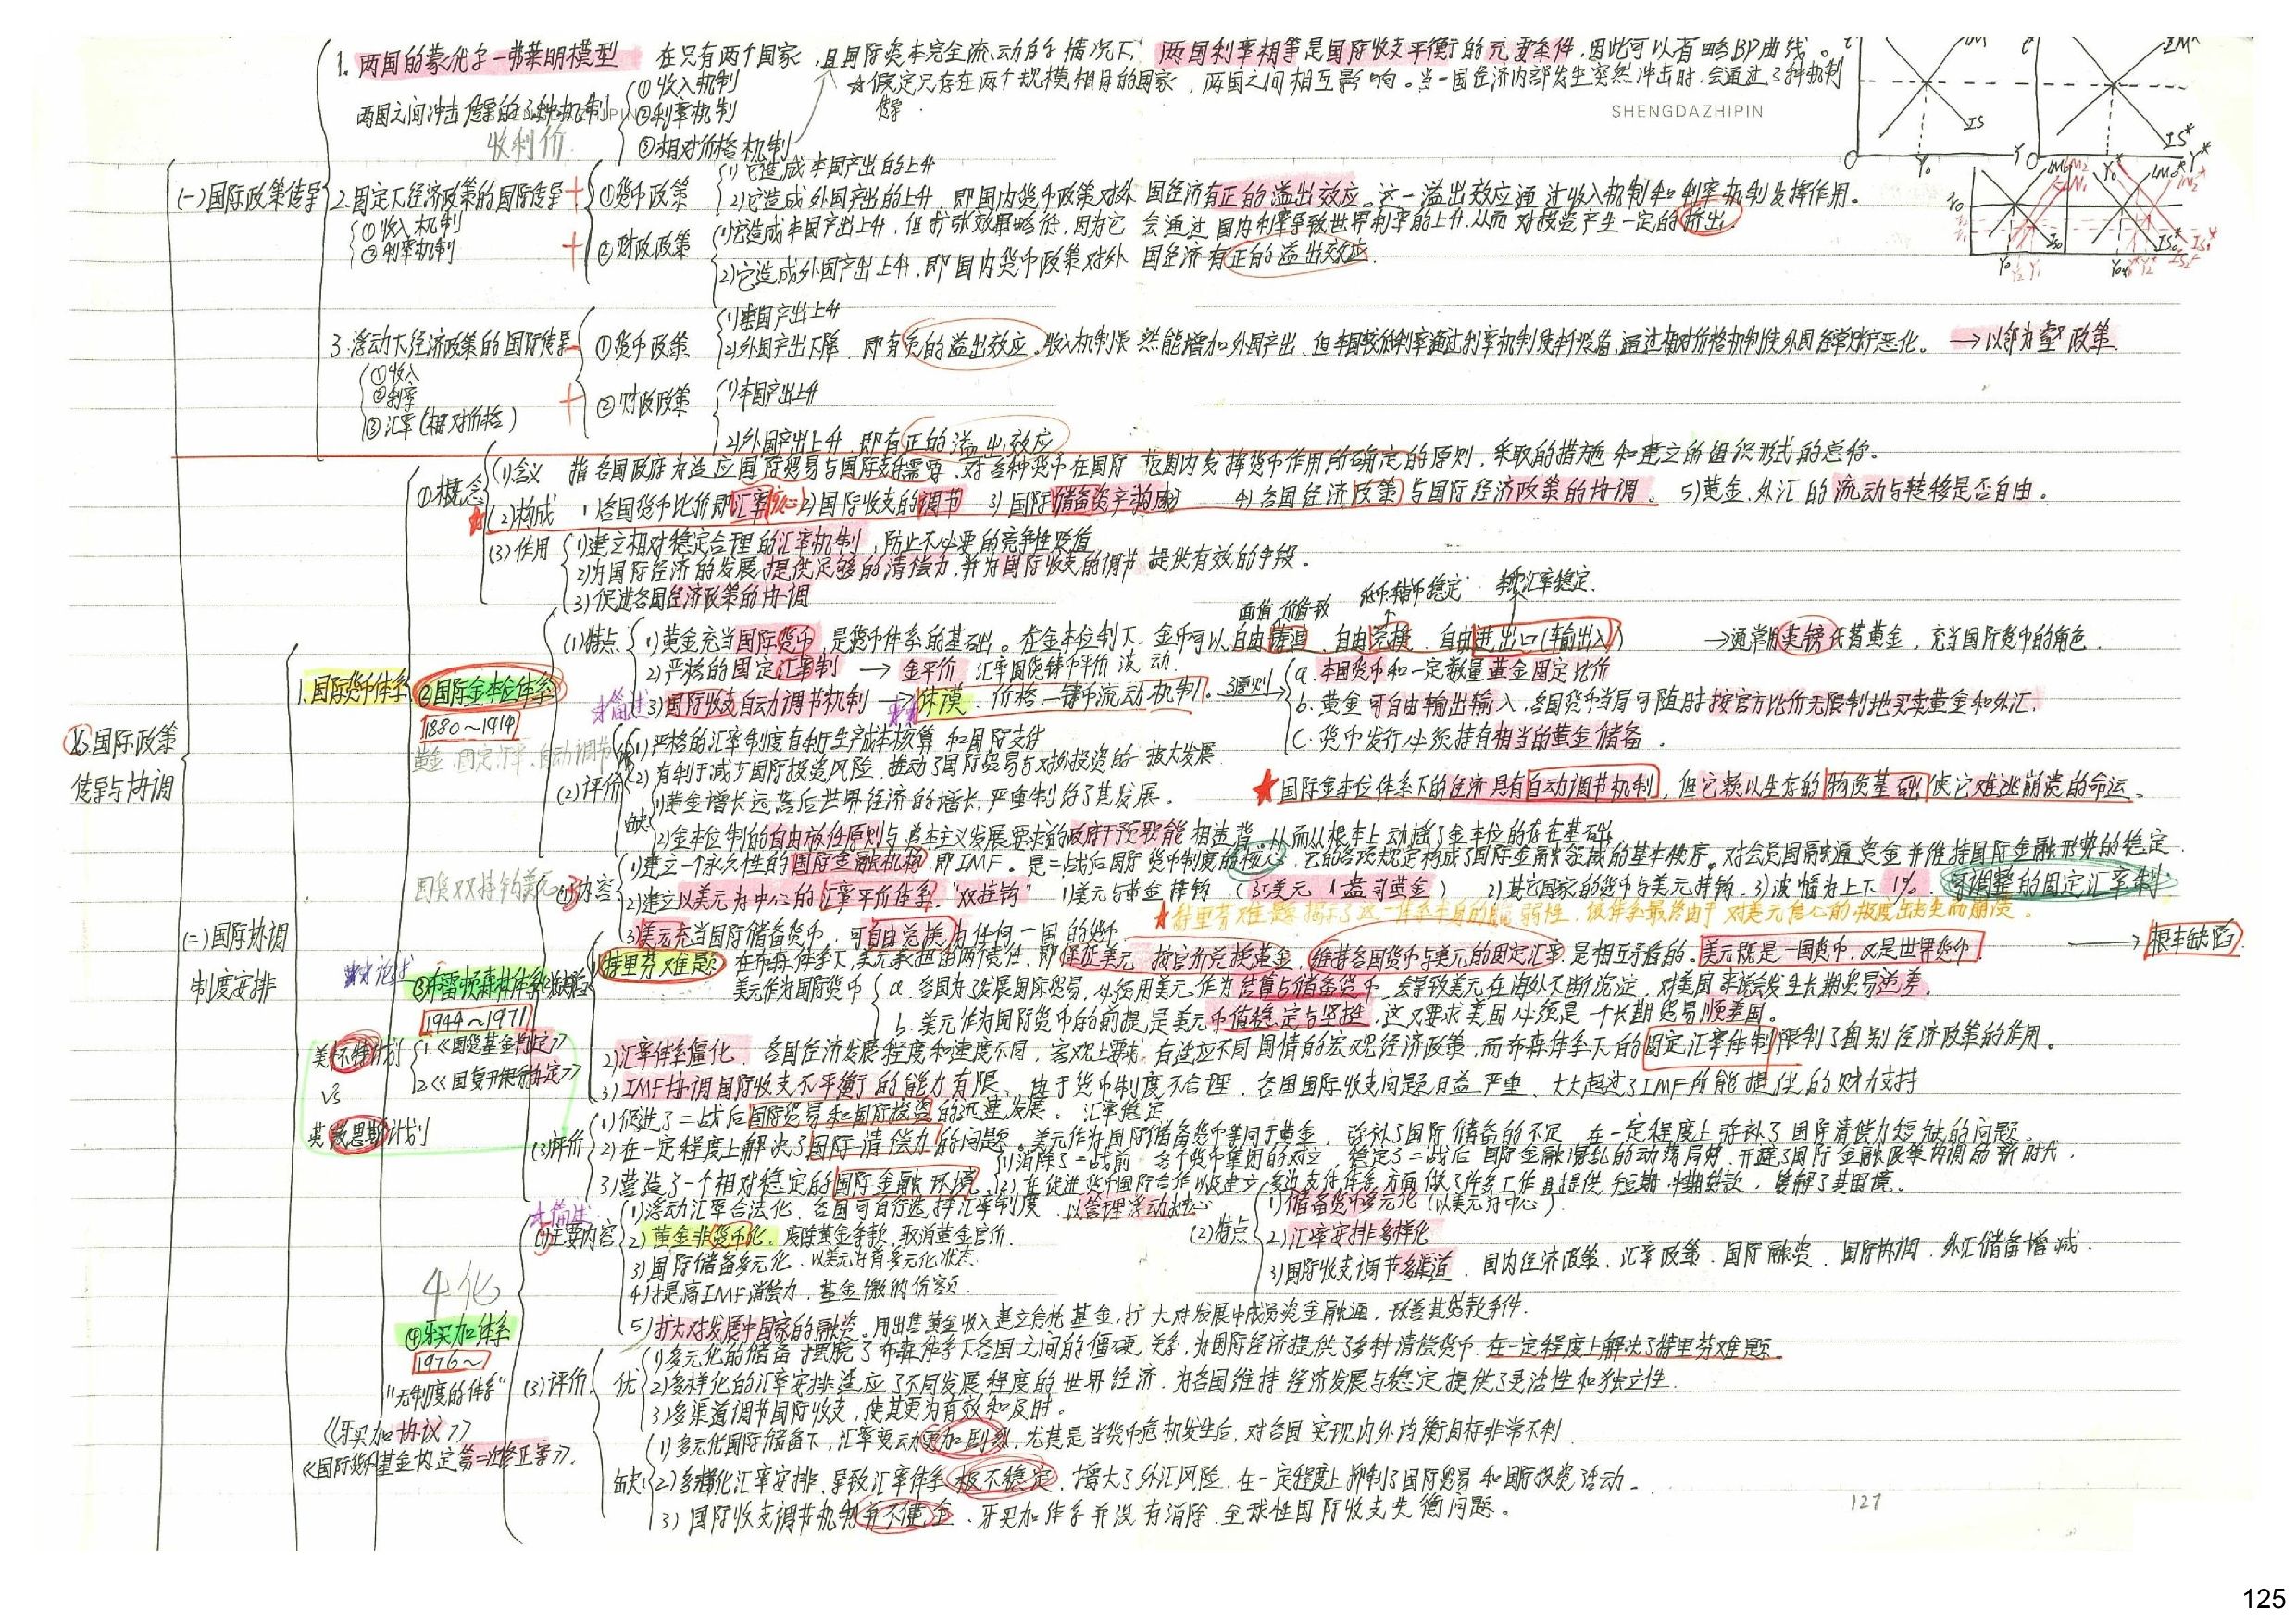 1. 两国的蒙代尔—弗莱明模型 在只有两个国家,且国际资本完全流动的情况下,两国利率相等是国际收支平衡的充要条件,因此可以省略BP曲线。
☆假定只存在两个规模相同的国家,两国之间相互影响。当一国经济内部发生突然冲击时,会通过3种机制
传导
SHENGDAZHIPIN
两国之间冲击传导的3种机制
①收入机制
②利率机制
③相对价格机制
收利价
(一)国际政策传导
2.固定下经济政策的国际传导
①收入机制
②利率机制
+ ①货币政策
1)它造成本国产出的上升
2)它造成外国产出的上升,即国内货币政策对外国经济有正的溢出效应。这一溢出效应通过收入机制和利率机制发挥作用。
+ ②财政政策
1)它造成本国产出上升,但扩张效果略低,因为它会通过国内利率导致世界利率的上升,从而对投资产生一定的挤出.
2)它造成外国产出上升,即国内货币政策对外国经济有正的溢出效应.
3.浮动下经济政策的国际传导
①收入
②利率
③汇率(相对价格)
- ①货币政策
1)本国产出上升
2)外国产出下降,即有负的溢出效应。收入机制虽然能增加外国产出,但本国较低利率通过利率机制使本币贬值,通过相对价格机制使外国经常账户恶化。 →以邻为壑政策
+ ②财政政策
1)本国产出上升
2)外国产出上升,即有正的溢出效应
IS
LM
IS*
LM*
Y0
Y
Y*
15.国际政策传导与协调
(二)国际协调制度安排
1.国际货币体系
①概念
(1)含义 指各国政府为适应国际贸易与国际支付需要,对各种货币在国际范围内发挥货币作用所确定的原则,采取的措施和建立的组织形式的总称。
(2)构成 1)各国货币比价即汇率(核心) 2)国际收支的调节 3)国际储备资产构成 4)各国经济政策与国际经济政策的协调。 5)黄金、外汇的流动与转移是否自由。
(3)作用
1)建立相对稳定合理的汇率机制,防止不必要的竞争性贬值
2)为国际经济的发展提供足够的清偿力,并为国际收支的调节提供有效的手段。
3)促进各国经济政策的协调
②国际金本位体系
1880~1914
黄金 固定汇率 自动调节
(1)特点
面值价值一致 纸币辅币稳定 本外汇率稳定.
1)黄金充当国际货币,是货币体系的基础。在金本位制下,金币可以自由铸造、自由兑换、自由进出口(输出入) →通常用英镑代替黄金,充当国际货币的角色.
2)严格的固定汇率制 → 金平价 汇率围绕铸币平价波动.
3)国际收支自动调节机制 → 休谟:价格—铸币流动机制。
3原则
a.本国货币和一定数量黄金固定比价
b.黄金可自由输出输入,各国货币当局可随时按官方比价无限制地买卖黄金和外汇.
c.货币发行必须持有相当的黄金储备.
(2)评价
1)严格的汇率制度有利于生产成本核算和国际支付
2)有利于减少国际投资风险,推动了国际贸易与对外投资的极大发展
缺
1)黄金增长远落后世界经济的增长,严重制约了其发展。
2)金本位制的自由放任原则与资本主义发展要求的政府干预职能相违背,从而从根本上动摇了金本位的存在基础.
★国际金本位体系下的经济具有自动调节机制,但它赖以生存的物质基础使它难逃崩溃的命运。
③布雷顿森林体系
1944~1971
1.《国货基金协定》
2.《国复开银行协定》
美怀特计划
VS
英凯恩斯计划
(1)内容
1)建立一个永久性的国际金融机构,即IMF。是二战后国际货币制度的核心,它的各项规定构成了国际金融领域的基本秩序。对会员国融通资金并维持国际金融形势的稳定.
2)建立以美元为中心的汇率平价体系."双挂钩" 1)美元与黄金挂钩(35美元 1盎司黄金) 2)其它国家的货币与美元挂钩. 3)波幅为上下1%. 可调整的固定汇率制
3)美元充当国际储备货币,可自由兑换为任何一国的货币
★特里芬难题揭示了这一体系本身的脆弱性,该体系最终由于对美元信心的极度丧失而崩溃。
1)特里芬难题 在布森体系下,美元承担的两责任,即保证美元按官价兑换黄金,维持各国货币与美元的固定汇率,是相互矛盾的。美元既是一国货币,又是世界货币. → 根本缺陷.
美元作为国际货币
a.各国为了发展国际贸易,必须用美元作为结算与储备货币,会导致美元在海外不断沉淀,对美国来说会发生长期贸易逆差.
b.美元作为国际货币的前提是美元币值稳定与坚挺,这又要求美国必须是一个长期贸易顺差国。
2)汇率体系僵化. 各国经济发展程度和速度不同,客观上要求有适应不同国情的宏观经济政策,而布森体系下的固定汇率体制限制了国别经济政策的作用。
3)IMF协调国际收支不平衡的能力有限、由于货币制度不合理,各国国际收支问题日益严重,大大超过了IMF所能提供的财力支持
(3)评价
1)促进了二战后国际贸易和国际投资的迅速发展。 汇率稳定
2)在一定程度上解决了国际清偿力的问题。美元作为国际储备货币等同于黄金,弥补了国际储备的不足,在一定程度上弥补了国际清偿力短缺的问题.
3)营造了一个相对稳定的国际金融环境.
(1)消除了二战前各个货币集团的对立,稳定了二战后国际金融混乱的动荡局势,开辟了国际金融政策协调的新时代.
(2)在促进货币国际合作以及建立多边支付体系方面做了许多工作且提供短期、中期贷款,缓解了其困境。
④牙买加体系
1976~
4化
"无制度的体系"
《牙买加协议》
《国际货币基金协定第二次修正案》.
(1)主要内容
1)浮动汇率合法化,各国可自行选择汇率制度,以管理浮动为中心
2)黄金非货币化。废除黄金条款,取消黄金官价.
3)国际储备多元化,以美元为首多元化状态
4)提高IMF清偿力,基金缴纳份额.
5)扩大对发展中国家的融资。用出售黄金收入建立信托基金,扩大对发展中成员资金融通,改善其贷款条件.
(2)特点
1)储备货币多元化(以美元为中心)
2)汇率安排多样化
3)国际收支调节多渠道. 国内经济政策、汇率政策、国际融资、国际协调、外汇储备增减.
(3)评价
优
1)多元化的储备摆脱了布森体系下各国之间的僵硬关系,为国际经济提供了多种清偿货币,在一定程度上解决了特里芬难题.
2)多样化的汇率安排适应了不同发展程度的世界经济,为各国维持经济发展与稳定提供了灵活性和独立性.
3)多渠道调节国际收支,使其更为有效和及时。
缺:
1)多元化国际储备下,汇率变动更加剧烈,尤其是当货币危机发生后,对各国实现内外均衡目标非常不利.
2)多样化汇率安排,导致汇率体系极不稳定,增大了外汇风险,在一定程度上抑制了国际贸易和国际投资活动.
3)国际收支调节机制并不健全、牙买加体系并没有消除全球性国际收支失衡问题。
127
125